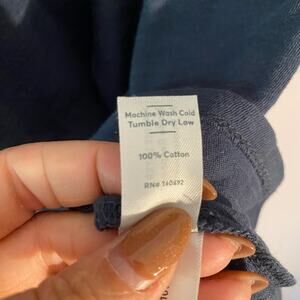 Machine Wash Cold
Tumble Dry Low
100% Cotton
RN# 160892